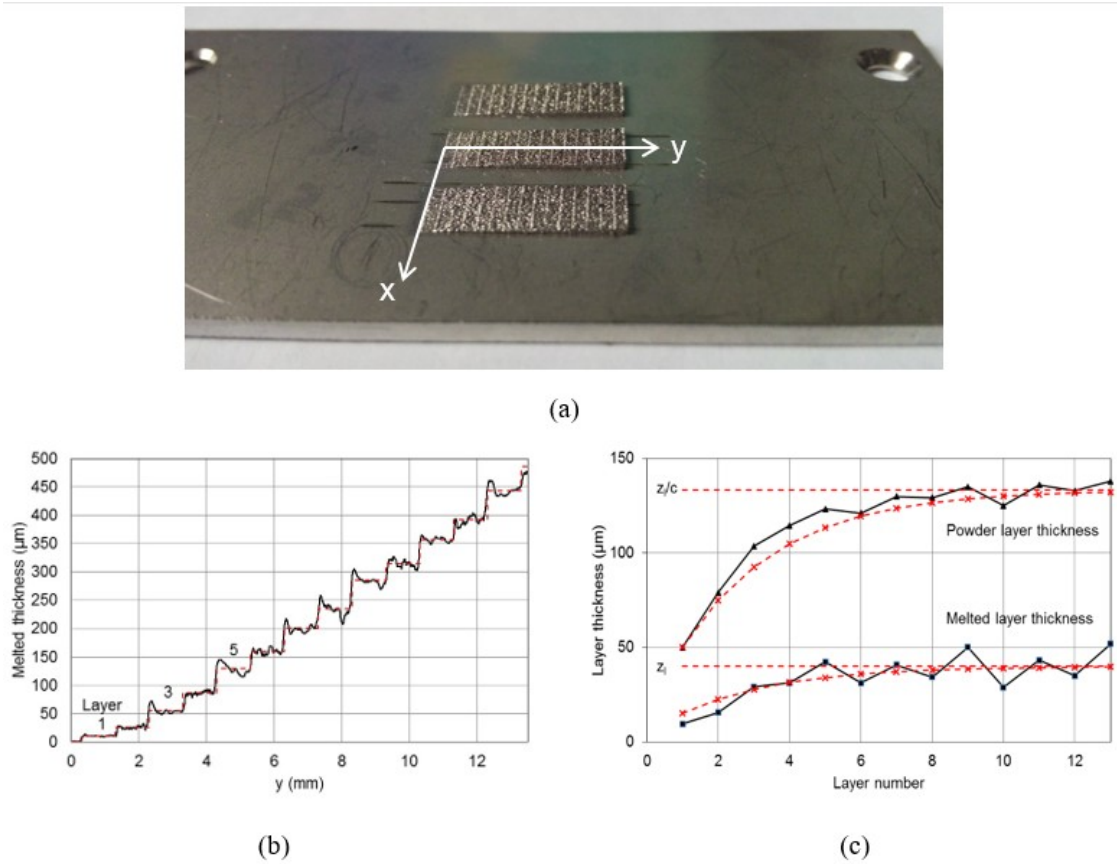 y
x
(a)
500
450
400
350
300
250
200
150
100
50
0
Melted thickness (µm)
Layer
1
3
5
0 2 4 6 8 10 12
y (mm)
(b)
150
100
50
0
Layer thickness (µm)
zₗ/c
Powder layer thickness
Melted layer thickness
zₗ
0 2 4 6 8 10 12
Layer number
(c)